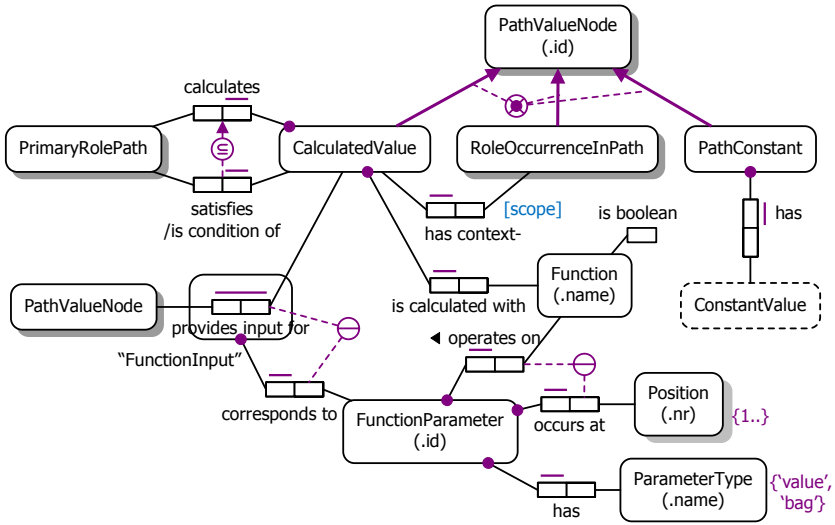 PathValueNode
(.id)
calculates
PrimaryRolePath
CalculatedValue
RoleOccurrenceInPath
PathConstant
⊆
satisfies
/is condition of
[scope]
has context-
is boolean
has
PathValueNode
provides input for
is calculated with
Function
(.name)
ConstantValue
"FunctionInput"
◄ operates on
corresponds to
FunctionParameter
(.id)
occurs at
Position
(.nr)
{1..}
has
ParameterType
(.name)
{'value',
'bag'}